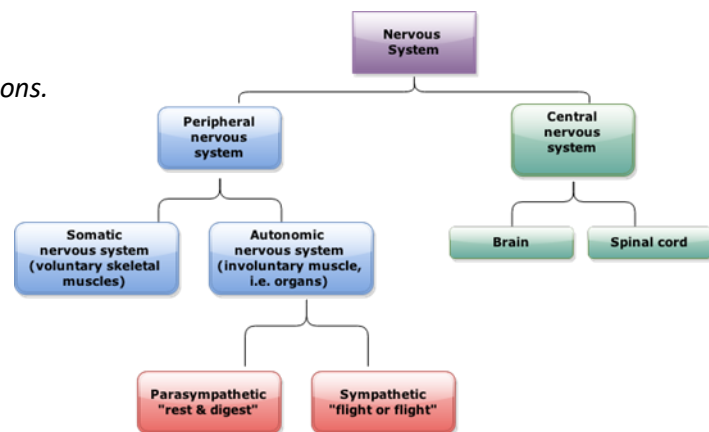 Nervous
System
ons.
Peripheral
nervous
system
Central
nervous
system
Somatic
nervous system
(voluntary skeletal
muscles)
Autonomic
nervous system
(involuntary muscle,
i.e. organs)
Brain
Spinal cord
Parasympathetic
"rest & digest"
Sympathetic
"flight or flight"